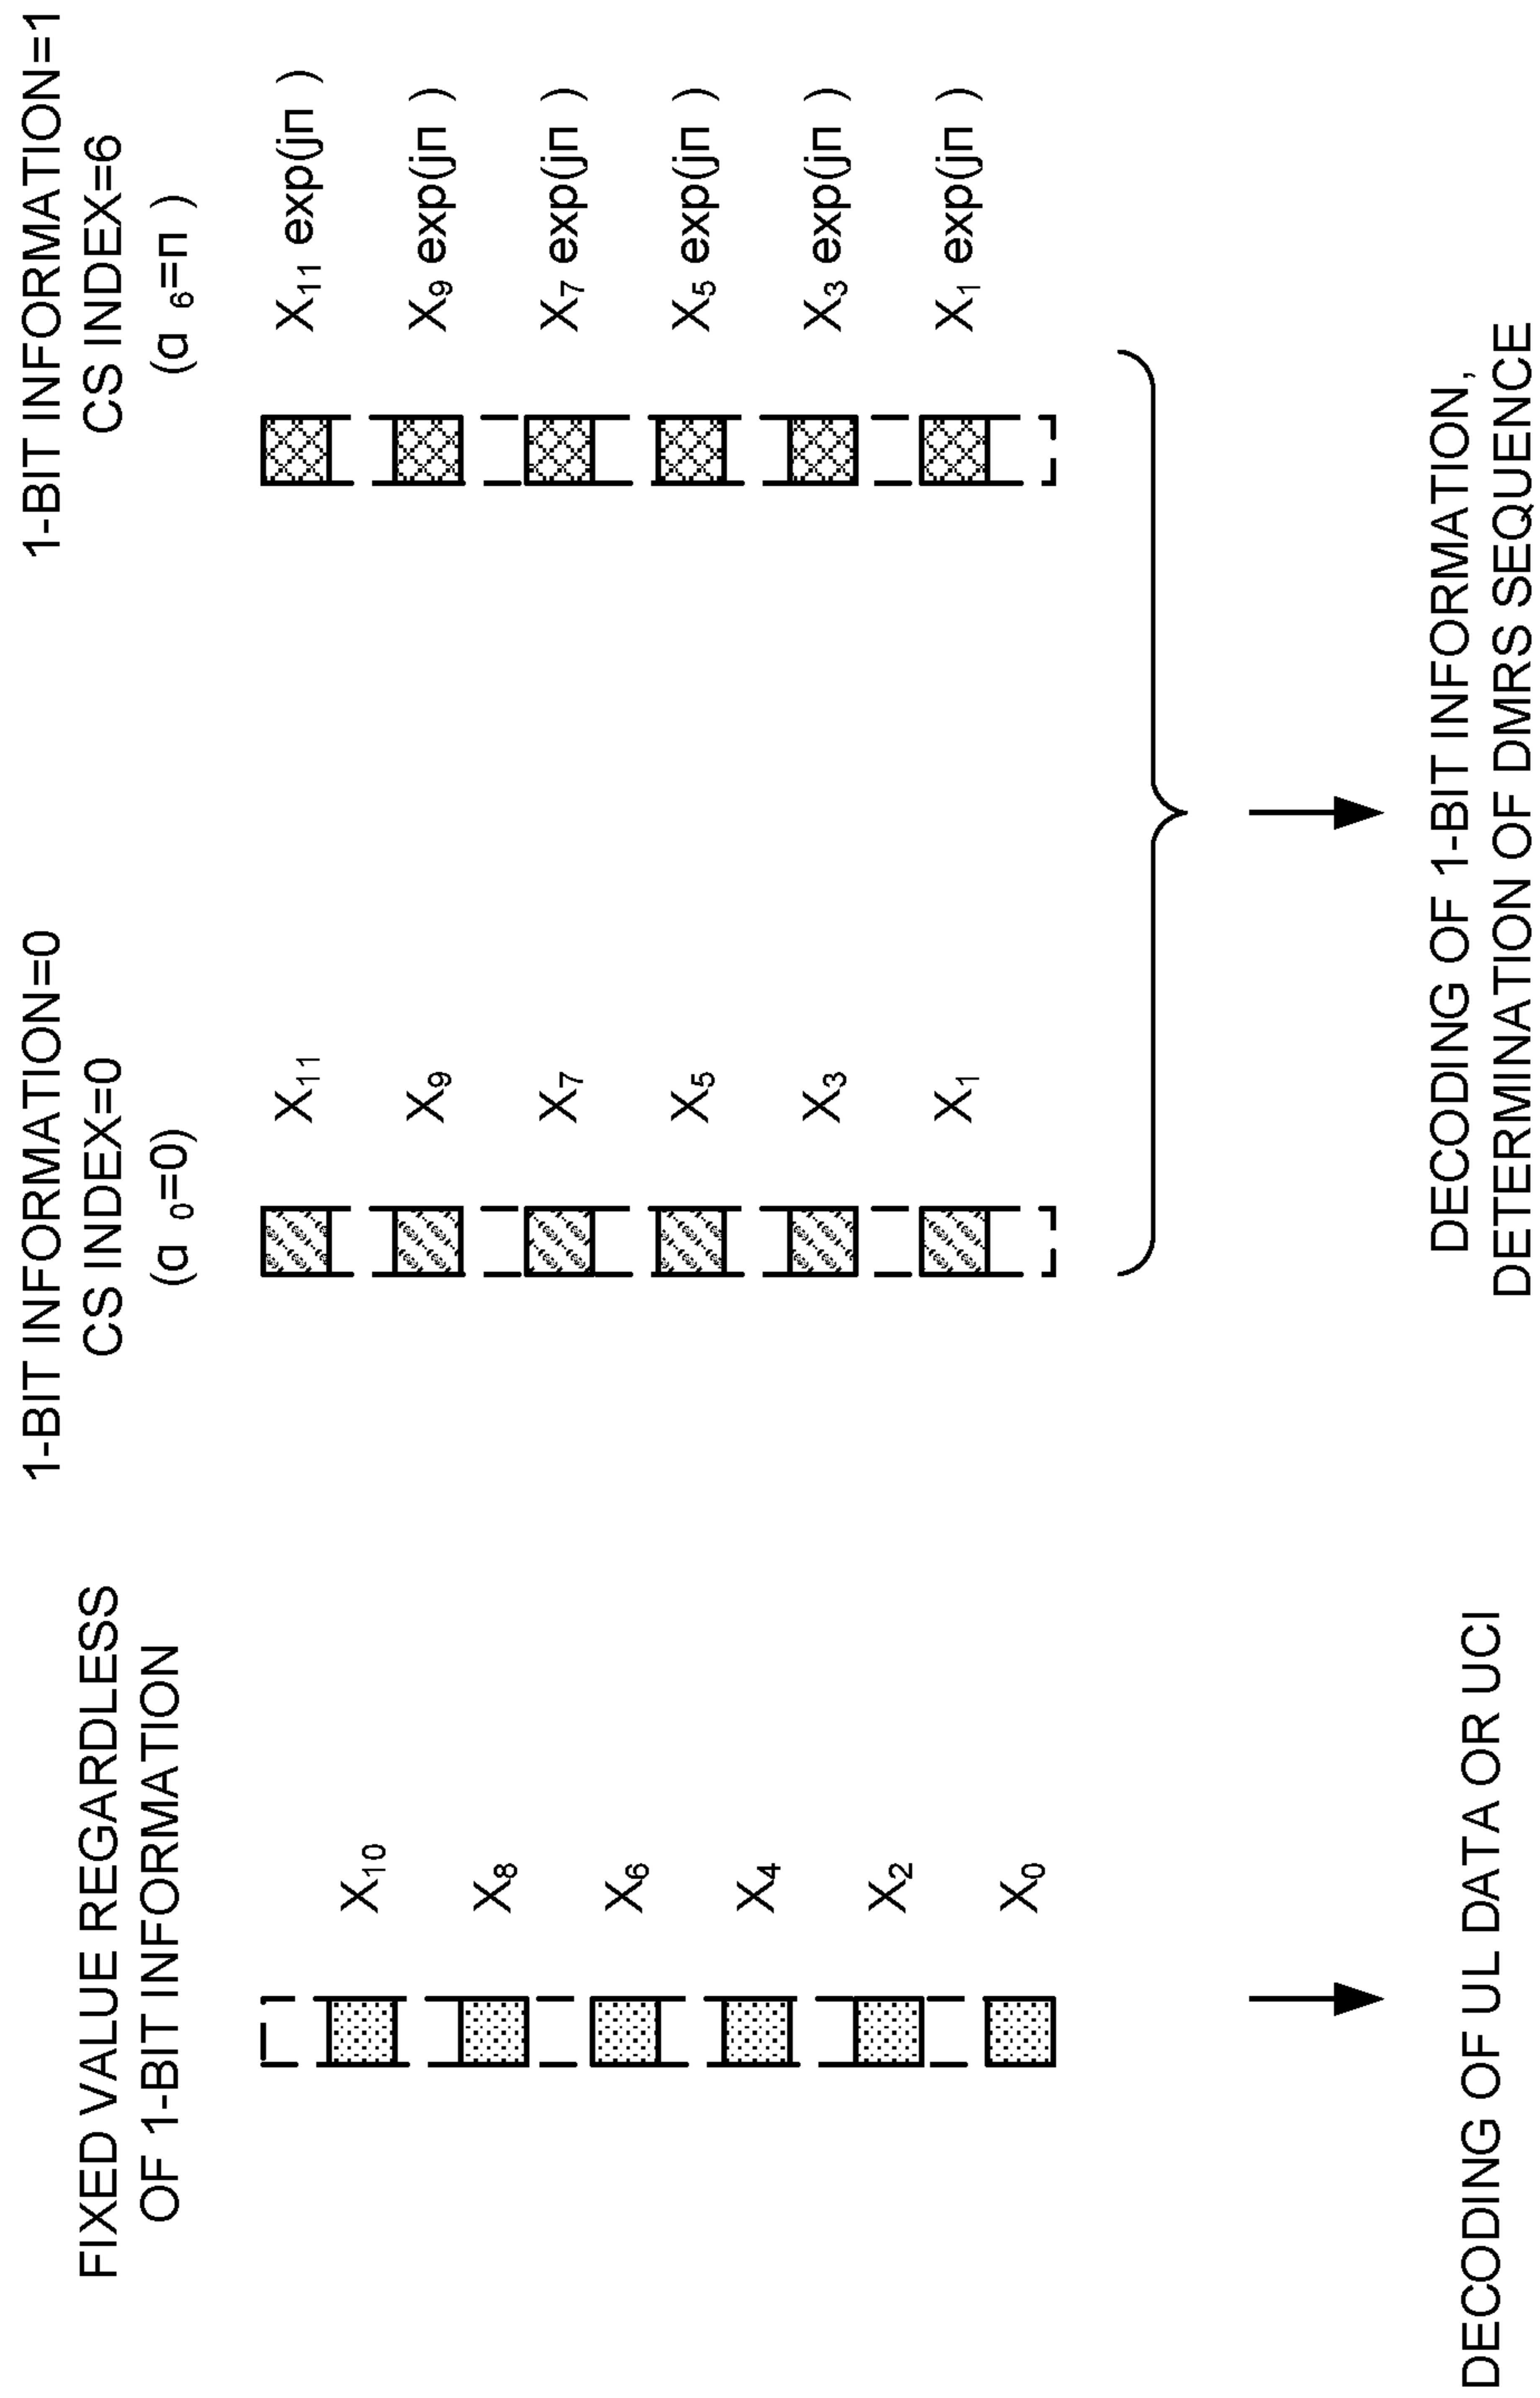 FIXED VALUE REGARDLESS
OF 1-BIT INFORMATION
X10
X8
X6
X4
X2
X0
DECODING OF UL DATA OR UCI
1-BIT INFORMATION=0
CS INDEX=0
(α 0=0)
X11
X9
X7
X5
X3
X1
1-BIT INFORMATION=1
CS INDEX=6
(α 6=π )
X11 exp(jπ )
X9 exp(jπ )
X7 exp(jπ )
X5 exp(jπ )
X3 exp(jπ )
X1 exp(jπ )
DECODING OF 1-BIT INFORMATION,
DETERMINATION OF DMRS SEQUENCE